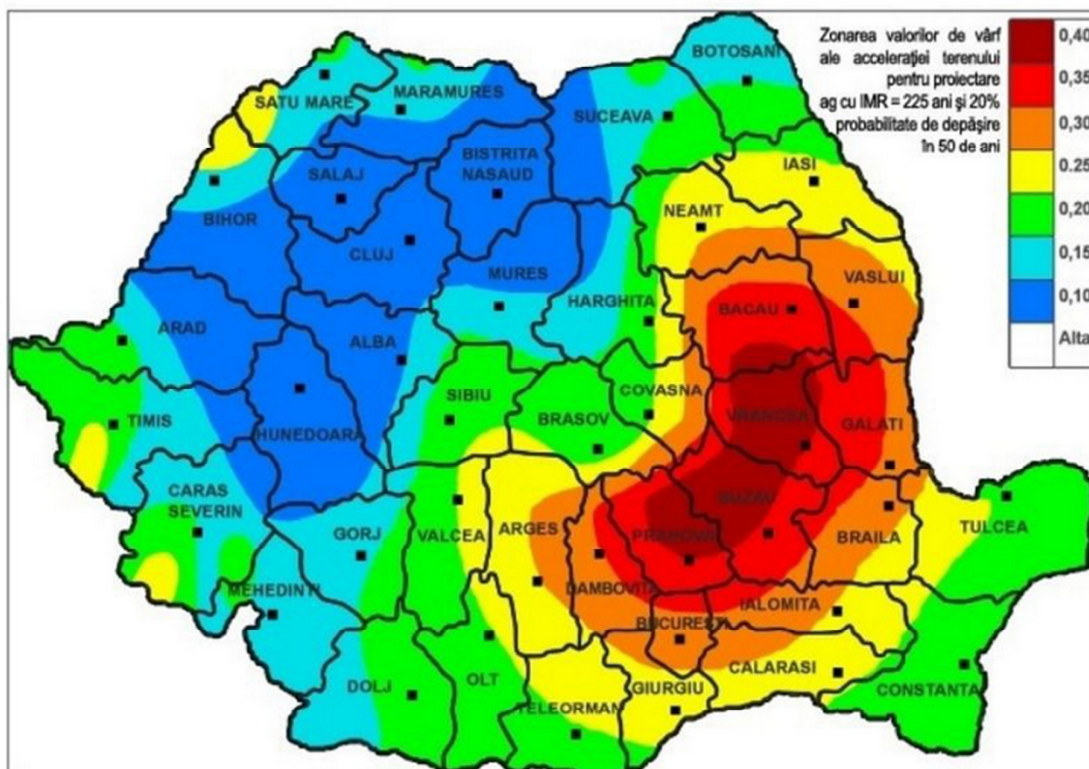 Zonarea valorilor de vârf
ale accelerației terenului
pentru proiectare
ag cu IMR = 225 ani și 20%
probabilitate de depășire
în 50 de ani
0,40
0,35
0,30
0.25
0,20
0,15
0,10
Alta
BOTOSANI
SATU MARE
MARAMURES
SUCEAVA
BISTRITA
NASAUD
IASI
SALAJ
NEAMT
BIHOR
CLUJ
MURES
VASLUI
HARGHITA
BACAU
ARAD
ALBA
SIBIU
COVASNA
BRASOV
VRANCEA
GALATI
TIMIS
HUNEDOARA
CARAS
SEVERIN
BUZAU
TULCEA
GORJ
VALCEA
ARGES
PRAHOVA
BRAILA
MEHEDINTI
DAMBOVITA
IALOMITA
BUCURESTI
CALARASI
DOLJ
OLT
GIURGIU
CONSTANTA
TELEORMAN